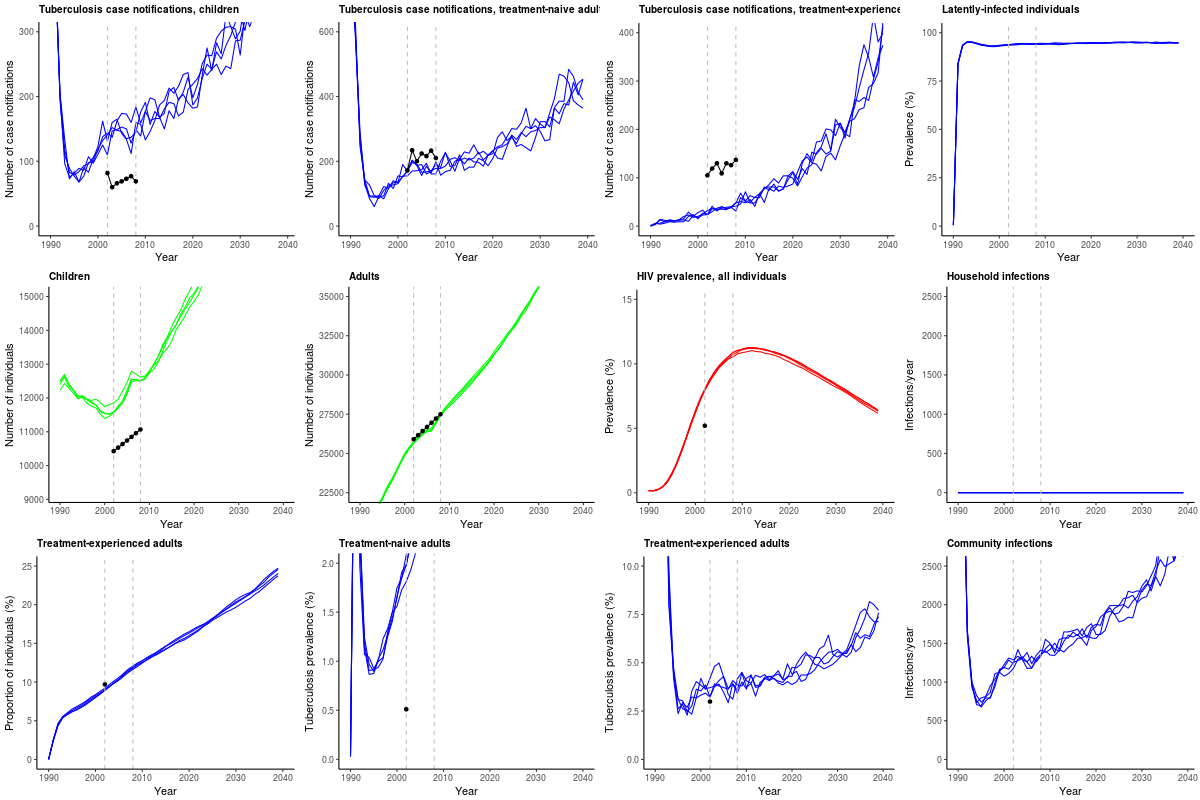 Tuberculosis case notifications, children
Number of case notifications
300
200
100
0
1990 2000 2010 2020 2030 2040
Year
Tuberculosis case notifications, treatment-naive adul
Number of case notifications
600
400
200
0
1990 2000 2010 2020 2030 2040
Year
Tuberculosis case notifications, treatment-experience
Number of case notifications
400
300
200
100
0
1990 2000 2010 2020 2030 2040
Year
Latently-infected individuals
Prevalence (%)
100
75
50
25
0
1990 2000 2010 2020 2030 2040
Year
Children
Number of individuals
15000
14000
13000
12000
11000
10000
9000
1990 2000 2010 2020 2030 2040
Year
Adults
Number of individuals
35000
32500
30000
27500
25000
22500
1990 2000 2010 2020 2030 2040
Year
HIV prevalence, all individuals
Prevalence (%)
15
10
5
0
1990 2000 2010 2020 2030 2040
Year
Household infections
Infections/year
2500
2000
1500
1000
500
0
1990 2000 2010 2020 2030 2040
Year
Treatment-experienced adults
Proportion of individuals (%)
25
20
15
10
5
0
1990 2000 2010 2020 2030 2040
Year
Treatment-naive adults
Tuberculosis prevalence (%)
2.0
1.5
1.0
0.5
0.0
1990 2000 2010 2020 2030 2040
Year
Treatment-experienced adults
Tuberculosis prevalence (%)
10.0
7.5
5.0
2.5
0.0
1990 2000 2010 2020 2030 2040
Year
Community infections
Infections/year
2500
2000
1500
1000
500
0
1990 2000 2010 2020 2030 2040
Year